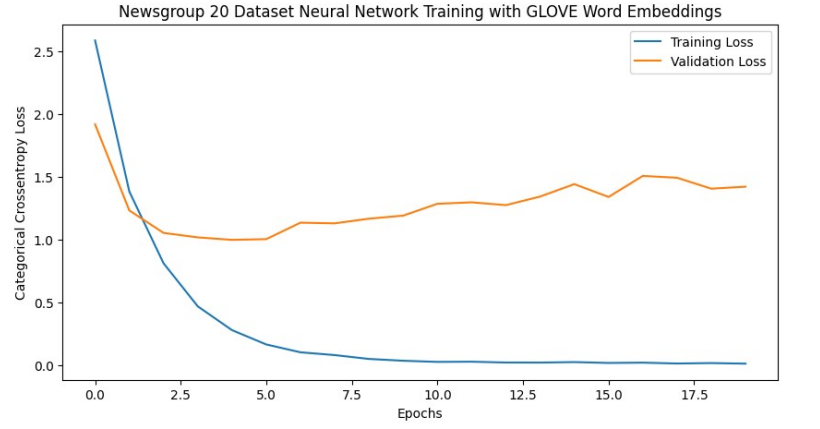 Newsgroup 20 Dataset Neural Network Training with GLOVE Word Embeddings
Training Loss
Validation Loss
Categorical Crossentropy Loss
2.5
2.0
1.5
1.0
0.5
0.0
0.0 2.5 5.0 7.5 10.0 12.5 15.0 17.5
Epochs